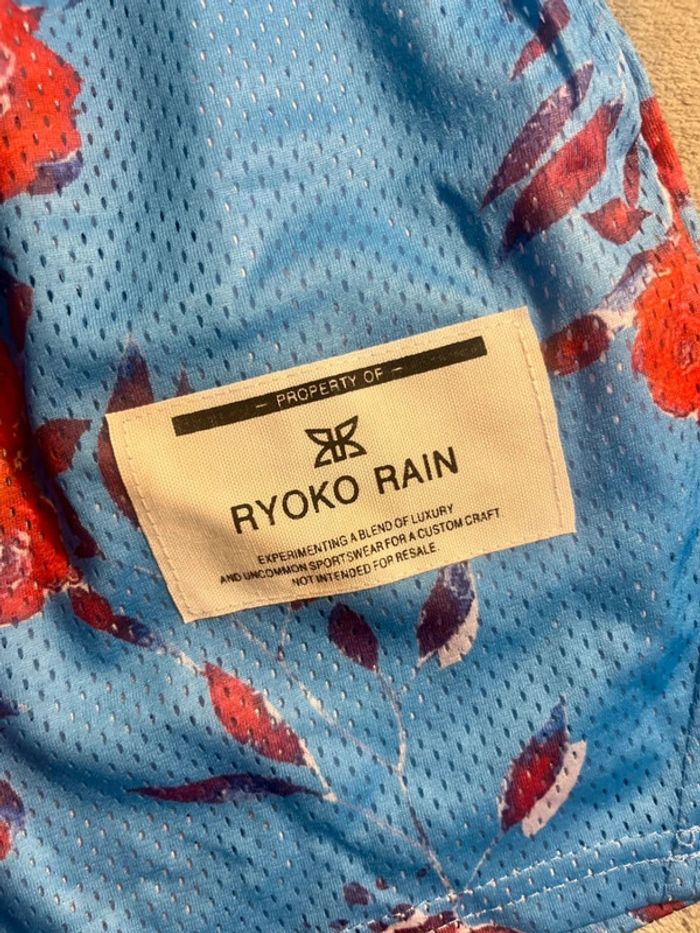 - PROPERTY OF -
RYOKO RAIN
EXPERIMENTING A BLEND OF LUXURY
AND UNCOMMON SPORTSWEAR FOR A CUSTOM CRAFT
NOT INTENDED FOR RESALE.